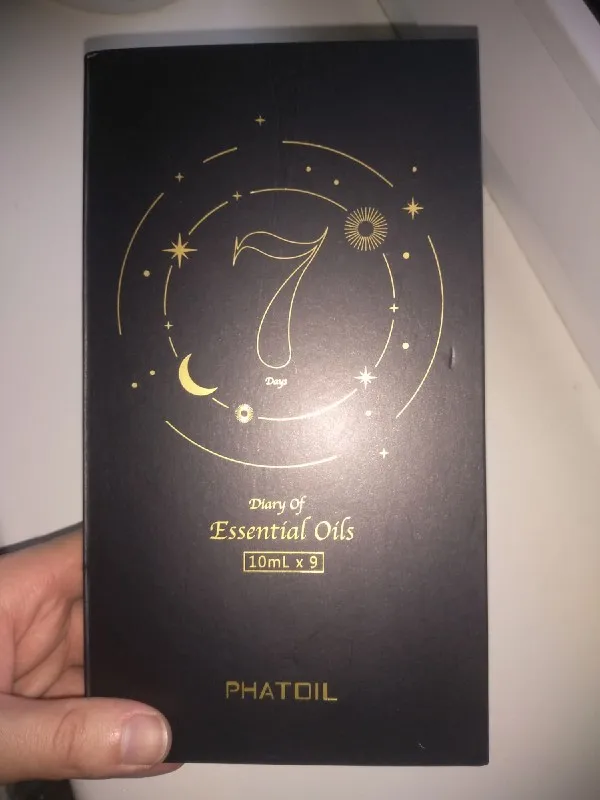 7
Days
Diary Of
Essential Oils
10mL x 9
PHATOIL